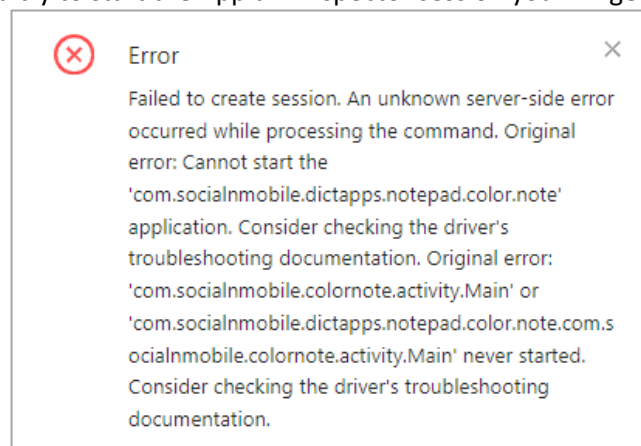 Error
Failed to create session. An unknown server-side error
occurred while processing the command. Original
error: Cannot start the
'com.socialnmobile.dictapps.notepad.color.note'
application. Consider checking the driver's
troubleshooting documentation. Original error:
'com.socialnmobile.colornote.activity.Main' or
'com.socialnmobile.dictapps.notepad.color.note.com.s
ocialnmobile.colornote.activity.Main' never started.
Consider checking the driver's troubleshooting
documentation.